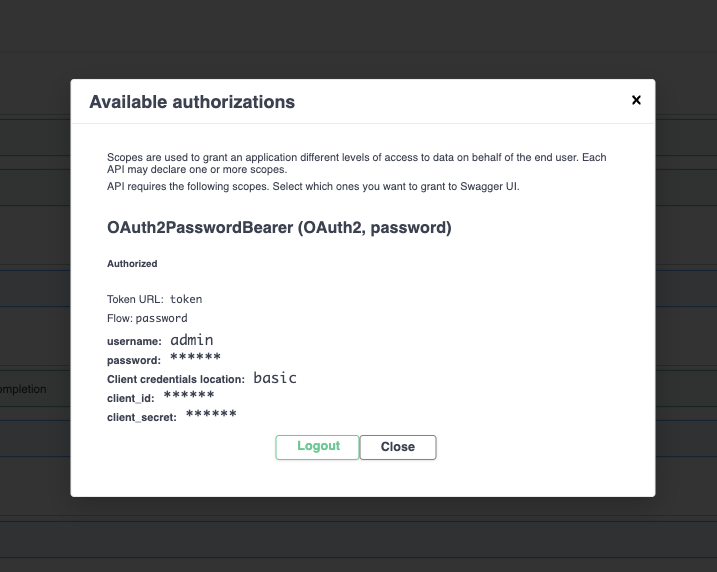 Available authorizations
Scopes are used to grant an application different levels of access to data on behalf of the end user. Each
API may declare one or more scopes.
API requires the following scopes. Select which ones you want to grant to Swagger UI.
OAuth2PasswordBearer (OAuth2, password)
Authorized
Token URL: token
Flow: password
username: admin
password: ******
Client credentials location: basic
ompletion
client_id: ******
client_secret: ******
Logout Close